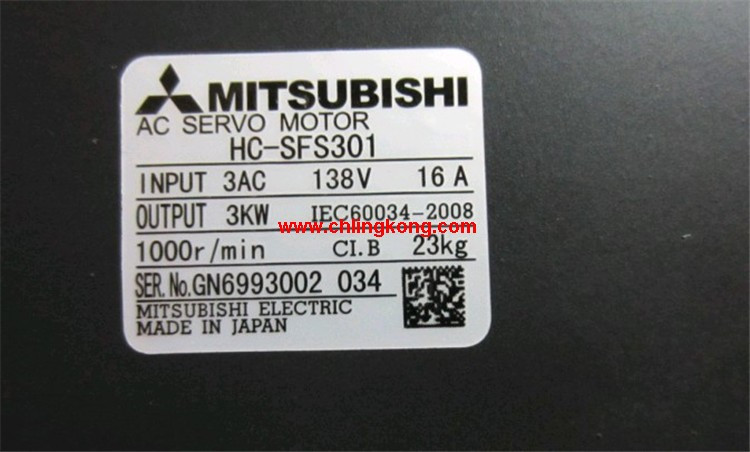 MITSUBISHI
AC SERVO MOTOR
HC-SFS301
INPUT 3AC 138V 16 A
OUTPUT 3KW IEC60034-2008
www.chlingkong.com
1000r/min CI.B 23kg
SER.No.GN6993002 034
MITSUBISHI ELECTRIC
MADE IN JAPAN